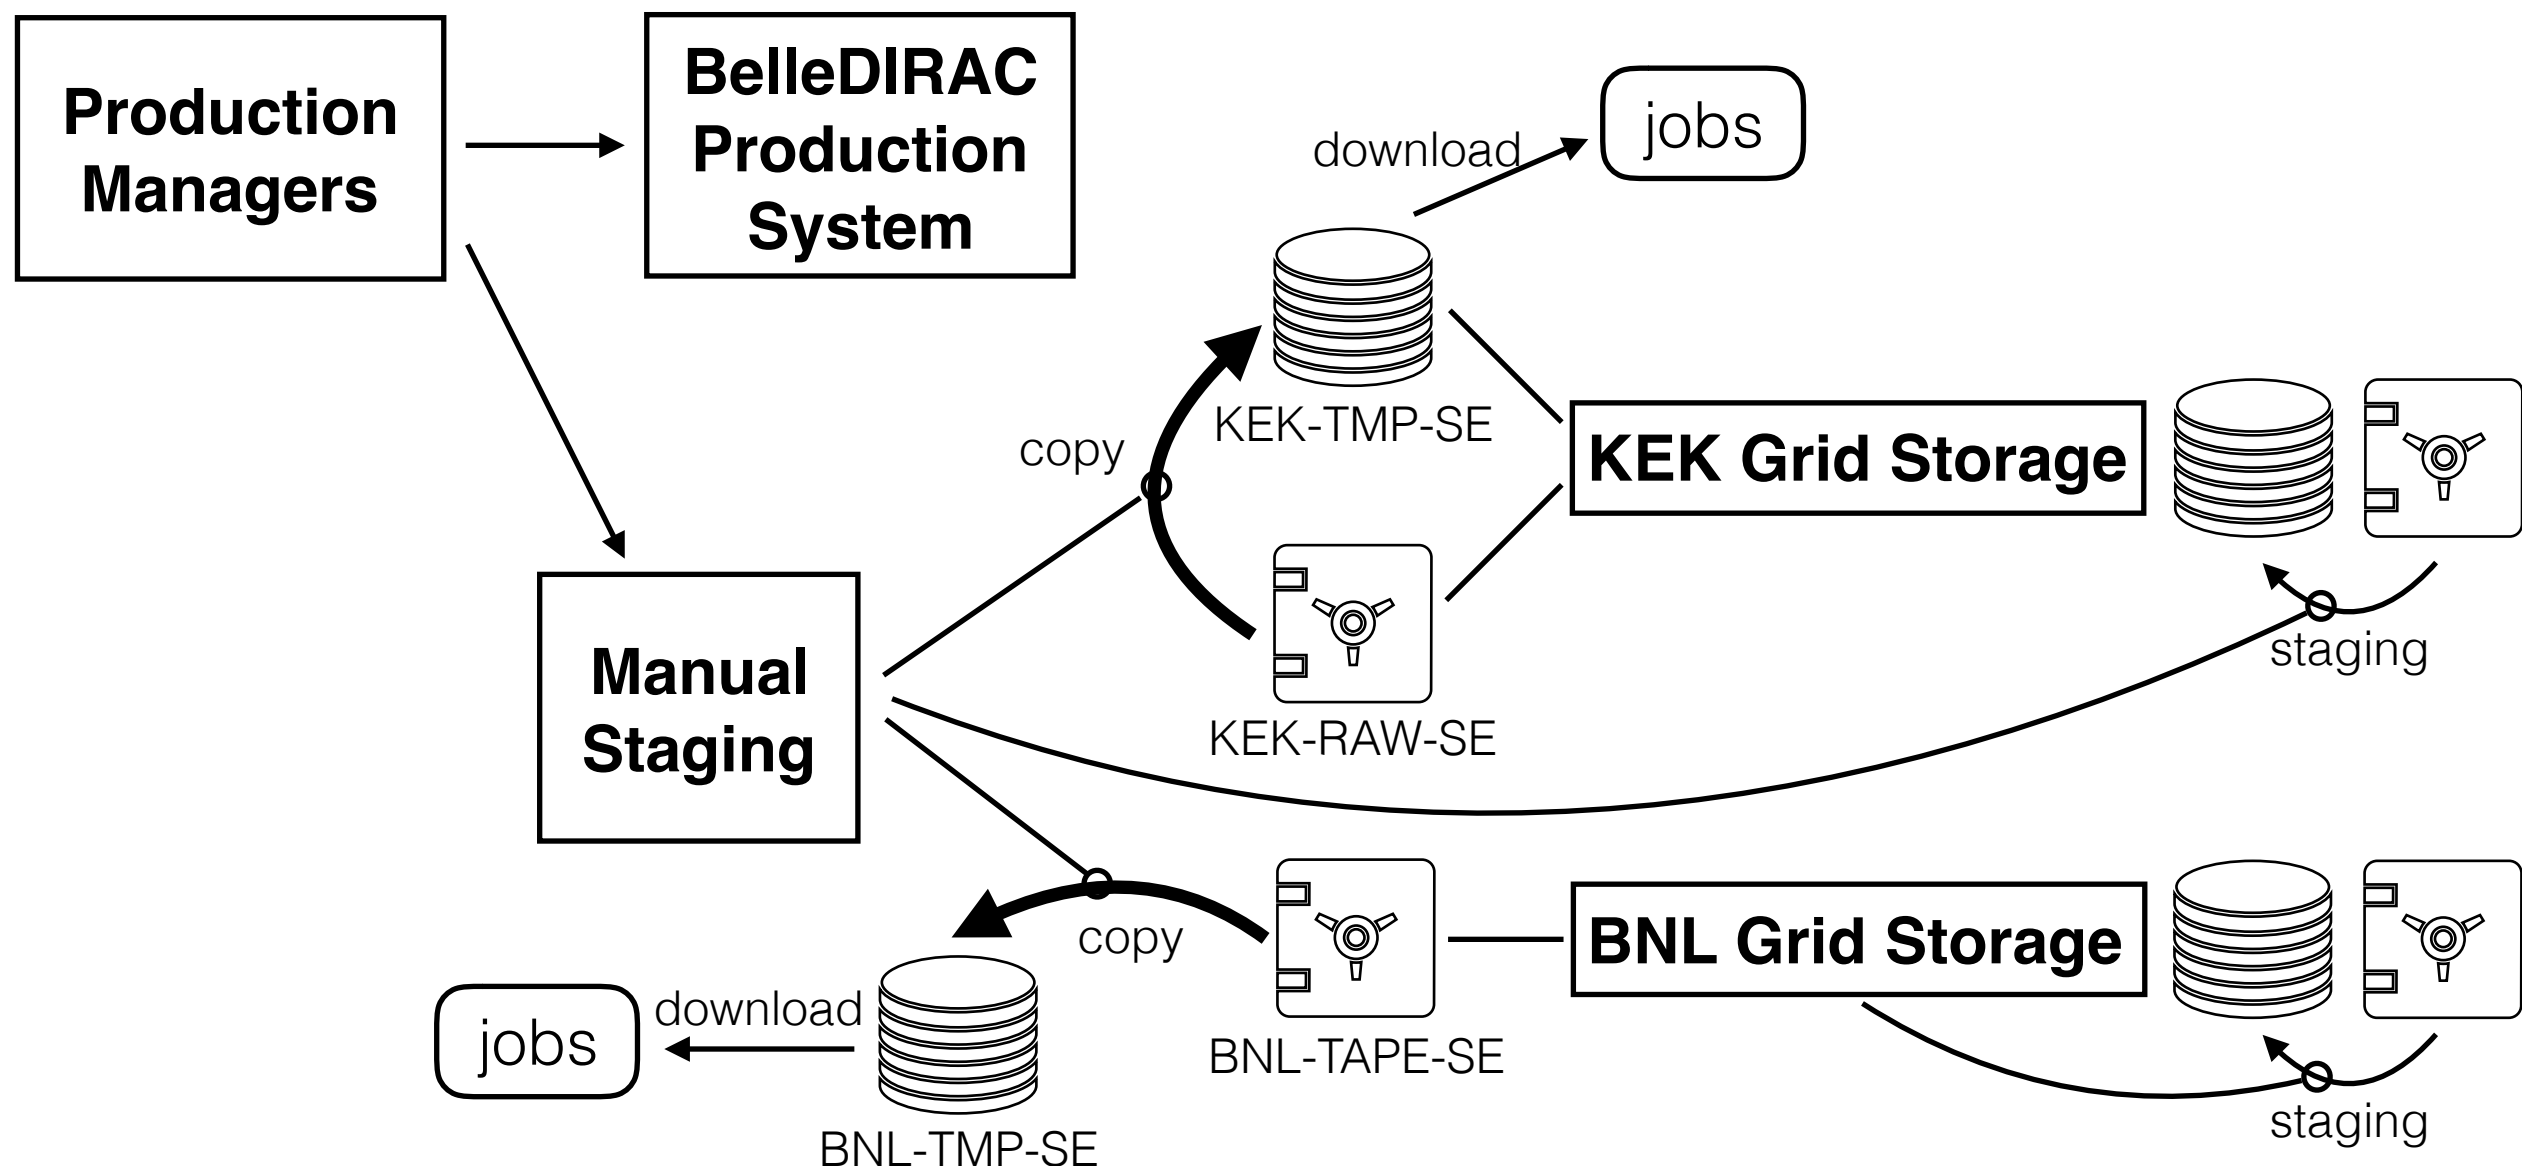 Production
Managers
BelleDIRAC
Production
System
download
jobs
KEK-TMP-SE
copy
KEK Grid Storage
staging
Manual
Staging
KEK-RAW-SE
copy
BNL Grid Storage
jobs
download
BNL-TAPE-SE
staging
BNL-TMP-SE